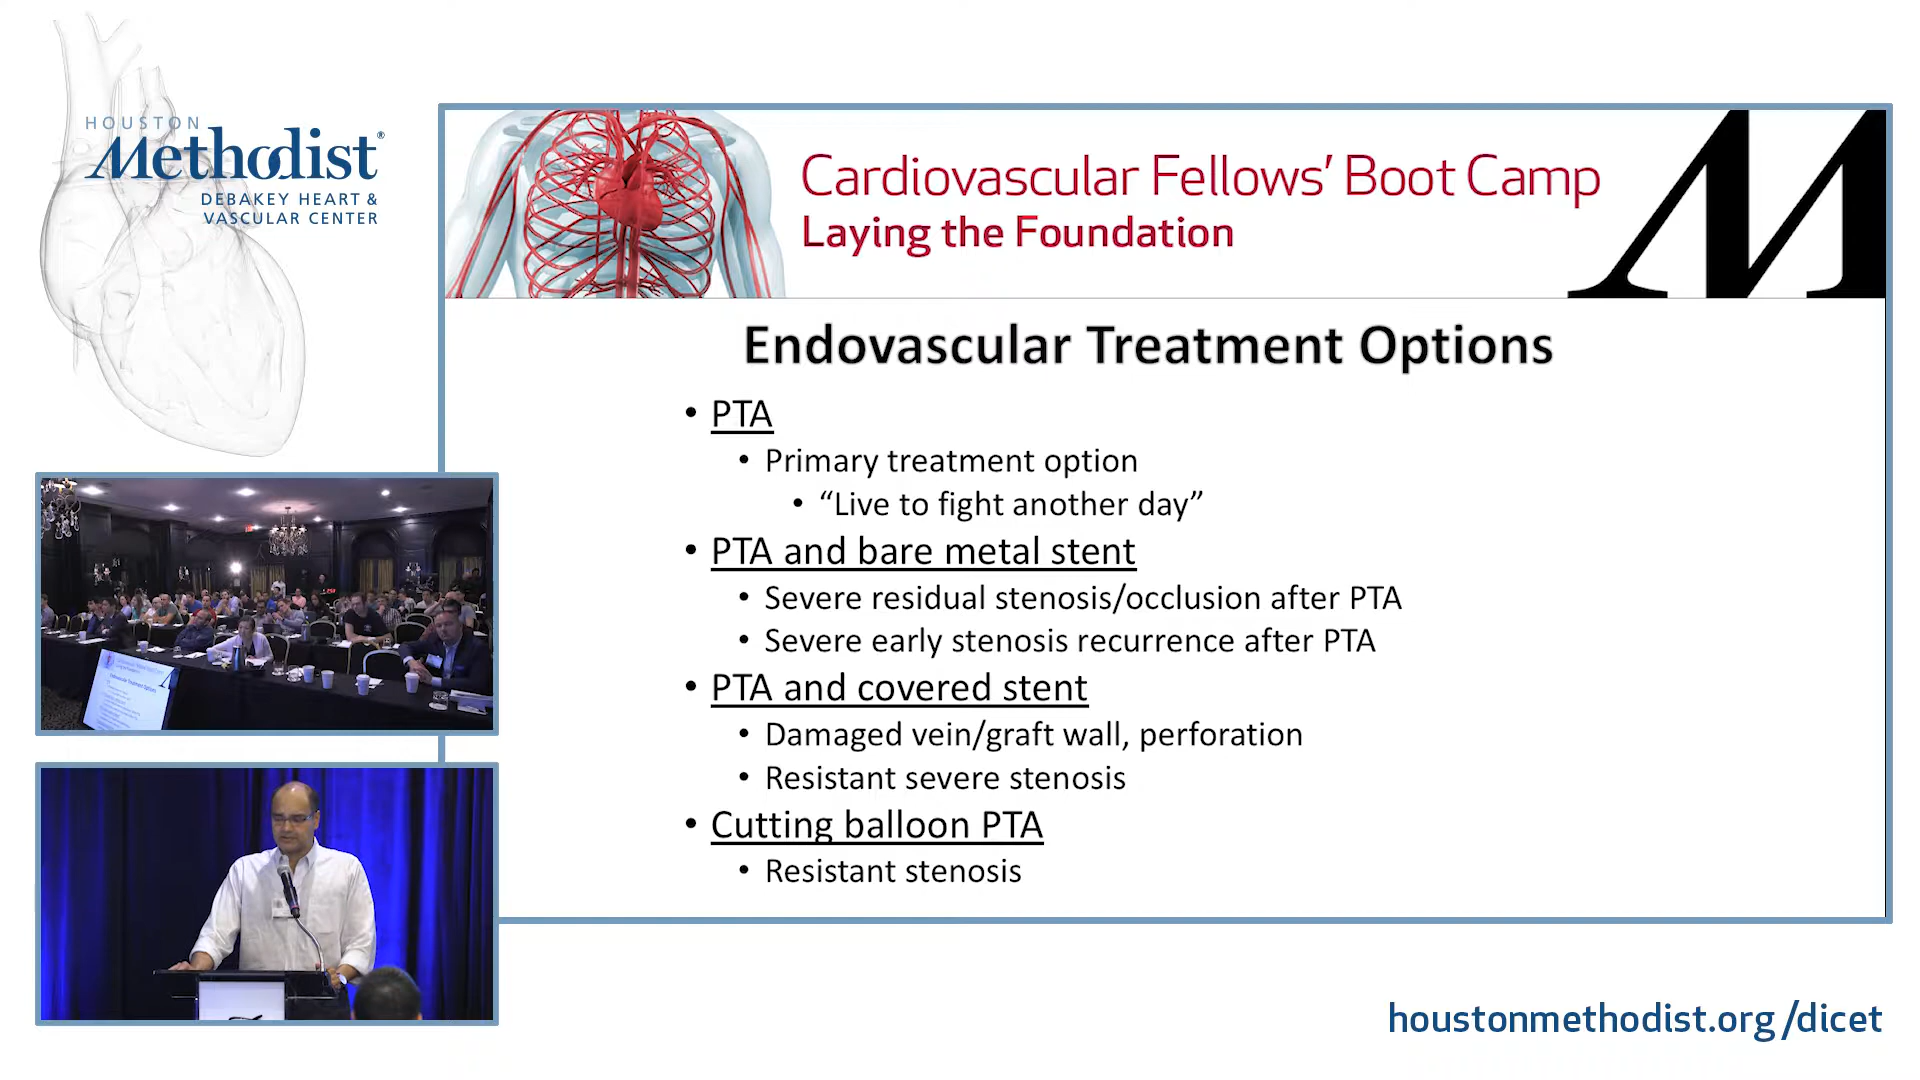 HOUSTON
Methodist®
DEBAKEY HEART &
VASCULAR CENTER
Cardiovascular Fellows’ Boot Camp
Laying the Foundation
M
Endovascular Treatment Options
• PTA
• Primary treatment option
• “Live to fight another day”
• PTA and bare metal stent
• Severe residual stenosis/occlusion after PTA
• Severe early stenosis recurrence after PTA
• PTA and covered stent
• Damaged vein/graft wall, perforation
• Resistant severe stenosis
• Cutting balloon PTA
• Resistant stenosis
Endovascular Treatment Options
houstonmethodist.org/dicet